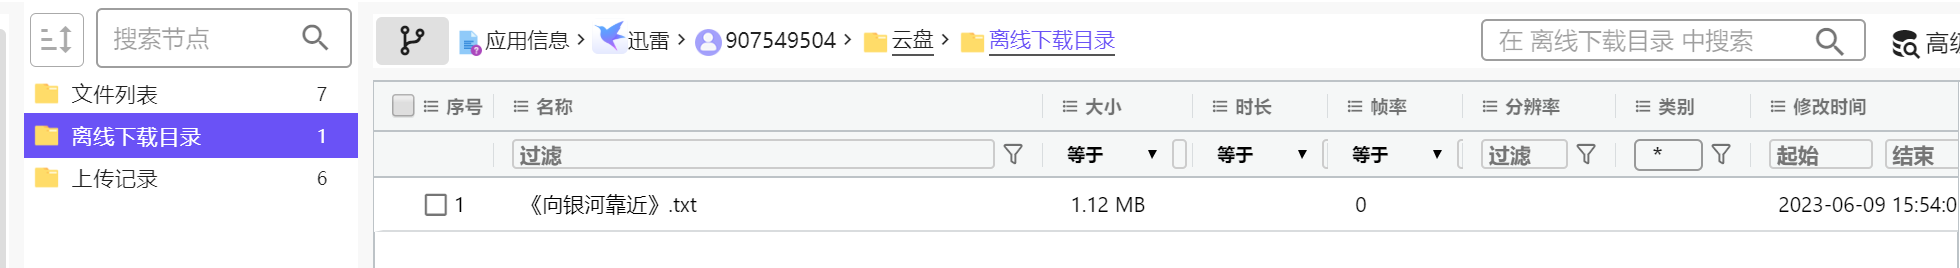 搜索节点
应用信息 > 迅雷 > 907549504 > 云盘 > 离线下载目录
在 离线下载目录 中搜索
文件列表 7
离线下载目录 1
上传记录 6
序号 名称 大小 时长 帧率 分辨率 类别 修改时间
过滤 等于 等于 等于 过滤 * 起始 结束
1 《向银河靠近》.txt 1.12 MB 0 2023-06-09 15:54:0